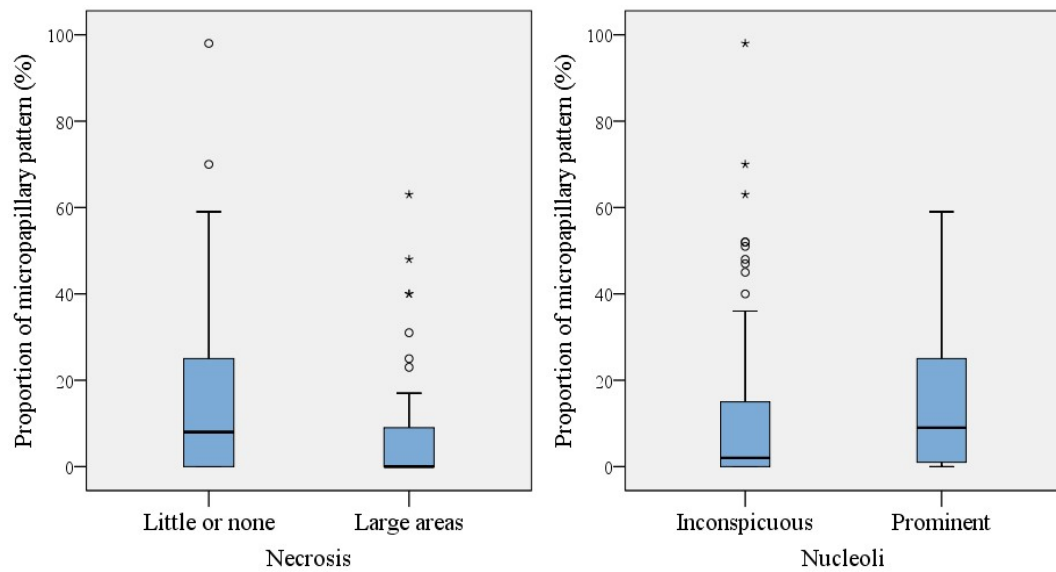 Proportion of micropapillary pattern (%)
100
80
60
40
20
0
Little or none
Large areas
Necrosis
Proportion of micropapillary pattern (%)
100
80
60
40
20
0
Inconspicuous
Prominent
Nucleoli